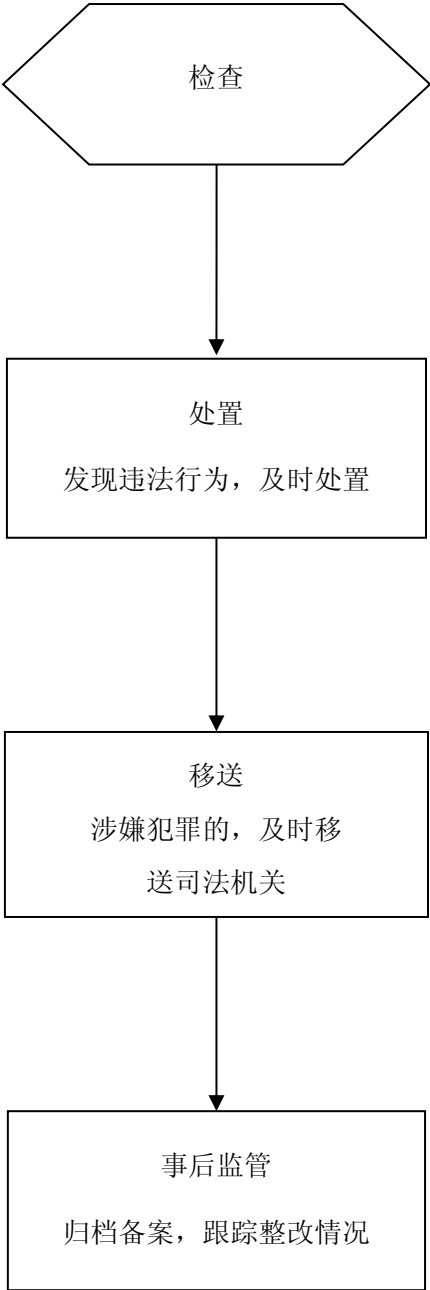 检查
处置
发现违法行为，及时处置
移送
涉嫌犯罪的，及时移
送司法机关
事后监管
归档备案，跟踪整改情况